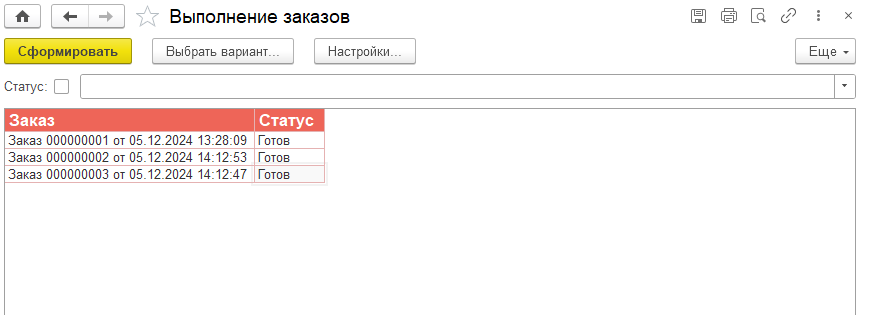 Выполнение заказов
Сформировать Выбрать вариант... Настройки... Еще
Статус:
Заказ Статус
Заказ 000000001 от 05.12.2024 13:28:09 Готов
Заказ 000000002 от 05.12.2024 14:12:53 Готов
Заказ 000000003 от 05.12.2024 14:12:47 Готов